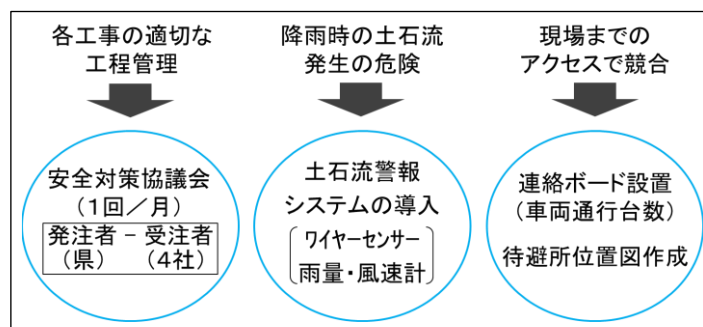 各工事の適切な
工程管理
安全対策協議会
（１回／月）
発注者 － 受注者
（県） （４社）
降雨時の土石流
発生の危険
土石流警報
システムの導入
ワイヤーセンサー
雨量・風速計
現場までの
アクセスで競合
連絡ボード設置
（車両通行台数）
待避所位置図作成